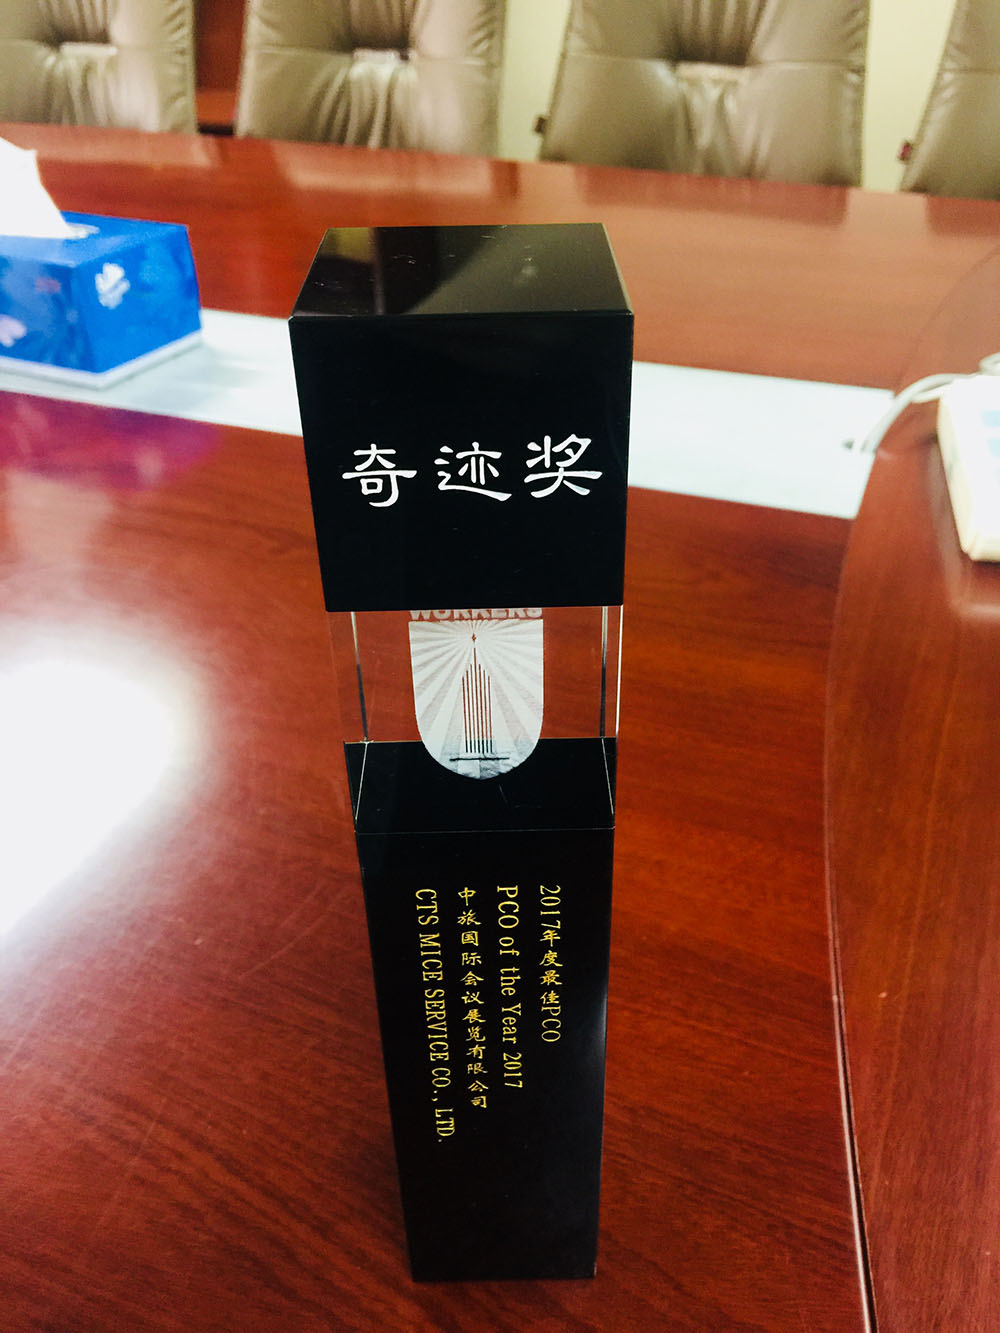 奇迹奖
WORKERS
2017年度最佳PCO
PCO of the Year 2017
中旅国际会议展览有限公司
CTS MICE SERVICE CO., LTD.